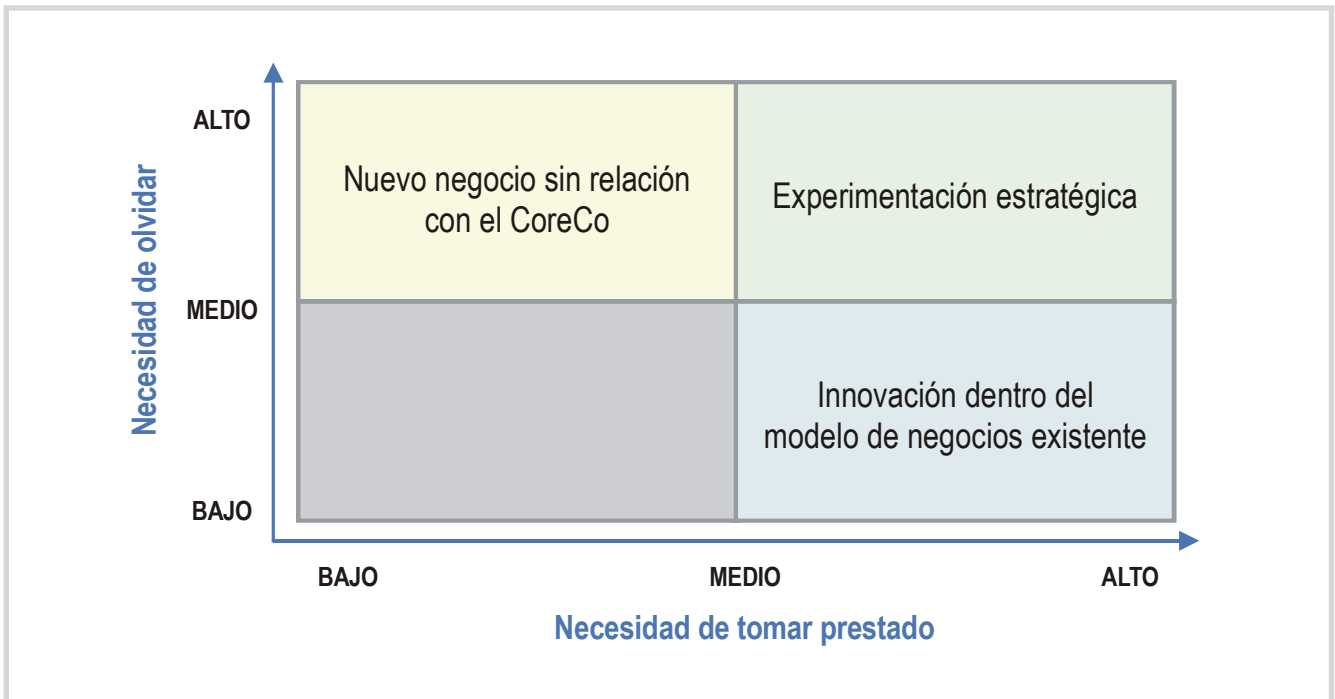 ALTO
Nuevo negocio sin relación
con el CoreCo
Experimentación estratégica
Necesidad de olvidar
MEDIO
Innovación dentro del
modelo de negocios existente
BAJO
BAJO
MEDIO
ALTO
Necesidad de tomar prestado